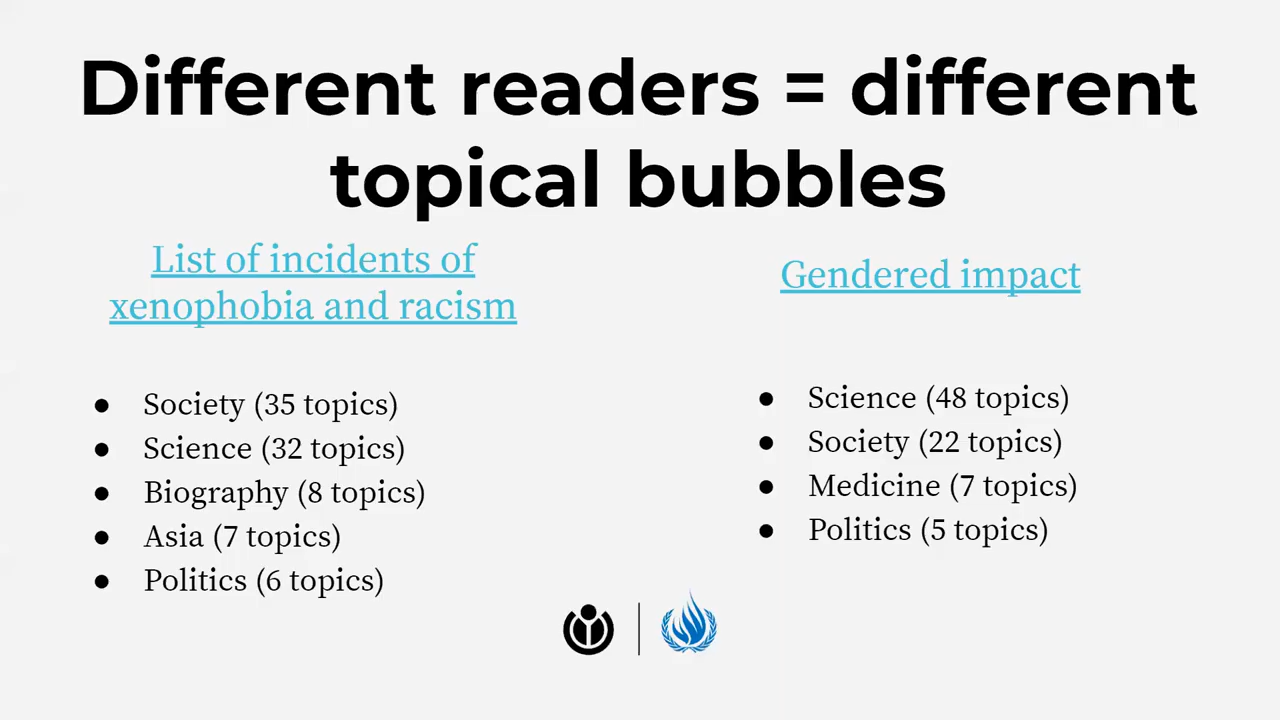 Different readers = different
topical bubbles
List of incidents of
xenophobia and racism
● Society (35 topics)
● Science (32 topics)
● Biography (8 topics)
● Asia (7 topics)
● Politics (6 topics)
Gendered impact
● Science (48 topics)
● Society (22 topics)
● Medicine (7 topics)
● Politics (5 topics)